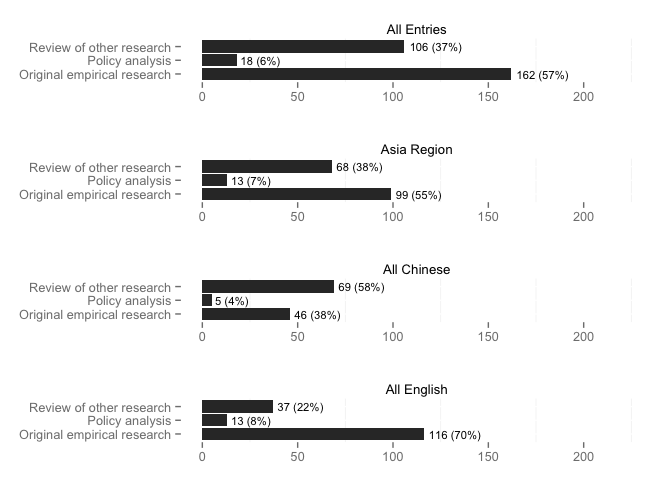 All Entries
Review of other research 106 (37%)
Policy analysis 18 (6%)
Original empirical research 162 (57%)
0 50 100 150 200
Asia Region
Review of other research 68 (38%)
Policy analysis 13 (7%)
Original empirical research 99 (55%)
0 50 100 150 200
All Chinese
Review of other research 69 (58%)
Policy analysis 5 (4%)
Original empirical research 46 (38%)
0 50 100 150 200
All English
Review of other research 37 (22%)
Policy analysis 13 (8%)
Original empirical research 116 (70%)
0 50 100 150 200